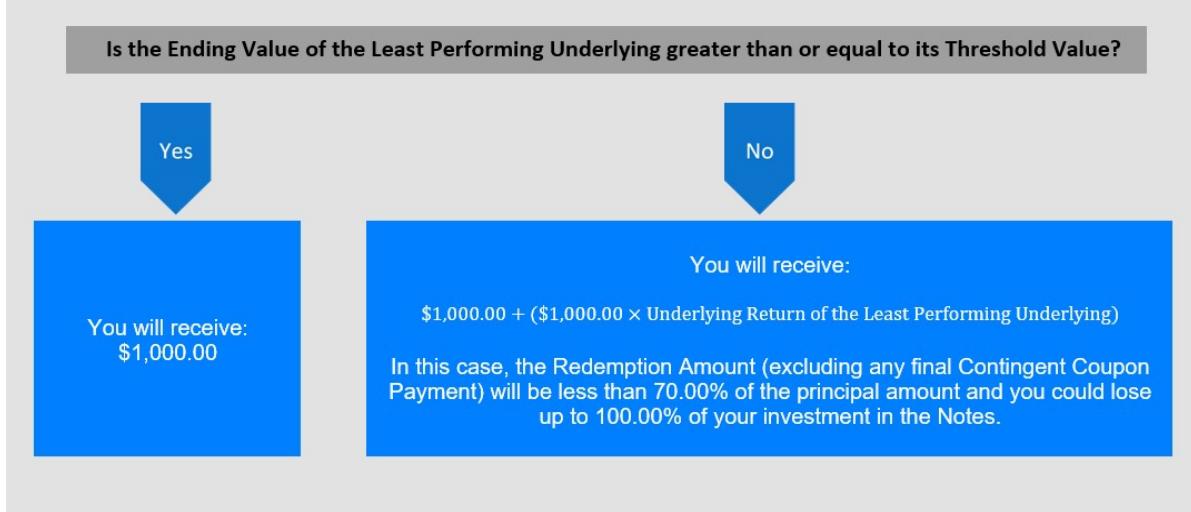 Is the Ending Value of the Least Performing Underlying greater than or equal to its Threshold Value?
Yes
No
You will receive:
$1,000.00
You will receive:
$1,000.00 + ($1,000.00 × Underlying Return of the Least Performing Underlying)
In this case, the Redemption Amount (excluding any final Contingent Coupon
Payment) will be less than 70.00% of the principal amount and you could lose
up to 100.00% of your investment in the Notes.